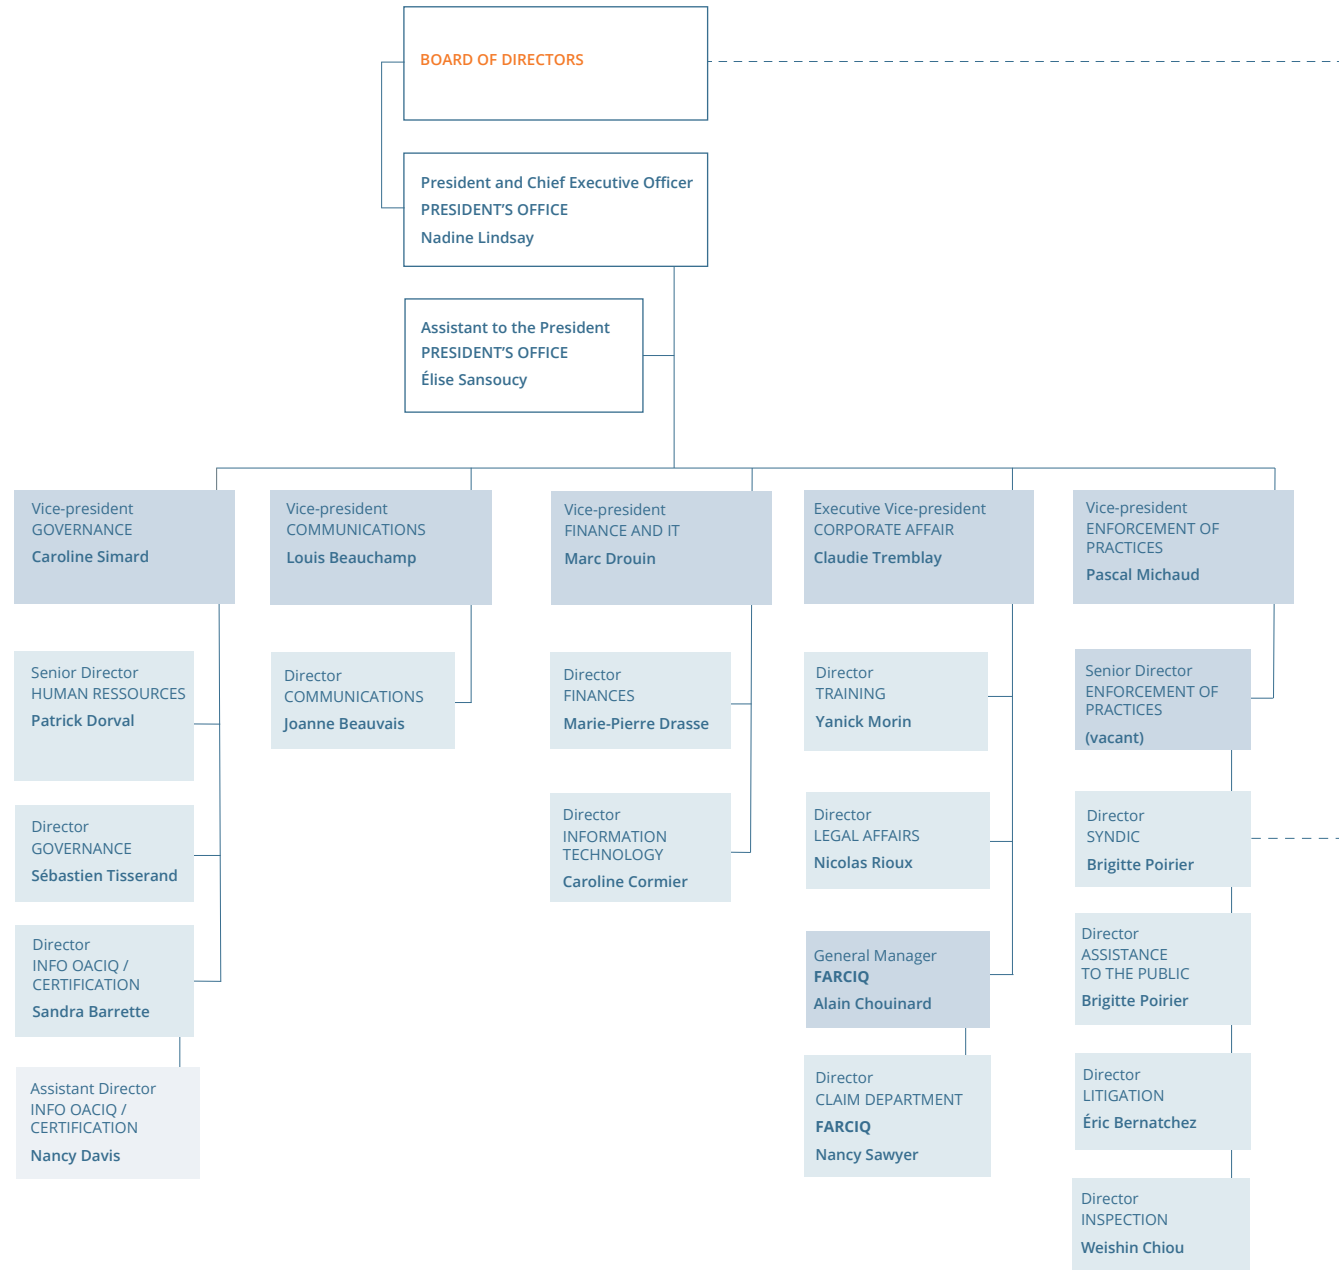 BOARD OF DIRECTORS
President and Chief Executive Officer
PRESIDENT'S OFFICE
Nadine Lindsay
Assistant to the President
PRESIDENT'S OFFICE
Élise Sansoucy
Vice-president
GOVERNANCE
Caroline Simard
Vice-president
COMMUNICATIONS
Louis Beauchamp
Vice-president
FINANCE AND IT
Marc Drouin
Executive Vice-president
CORPORATE AFFAIR
Claudie Tremblay
Vice-president
ENFORCEMENT OF
PRACTICES
Pascal Michaud
Senior Director
HUMAN RESSOURCES
Patrick Dorval
Director
COMMUNICATIONS
Joanne Beauvais
Director
FINANCES
Marie-Pierre Drasse
Director
TRAINING
Yanick Morin
Senior Director
ENFORCEMENT OF
PRACTICES
(vacant)
Director
GOVERNANCE
Sébastien Tisserand
Director
INFORMATION
TECHNOLOGY
Caroline Cormier
Director
LEGAL AFFAIRS
Nicolas Rioux
Director
SYNDIC
Brigitte Poirier
Director
INFO OACIQ /
CERTIFICATION
Sandra Barrette
General Manager
FARCIQ
Alain Chouinard
Director
ASSISTANCE
TO THE PUBLIC
Brigitte Poirier
Assistant Director
INFO OACIQ /
CERTIFICATION
Nancy Davis
Director
CLAIM DEPARTMENT
FARCIQ
Nancy Sawyer
Director
LITIGATION
Éric Bernatchez
Director
INSPECTION
Weishin Chiou